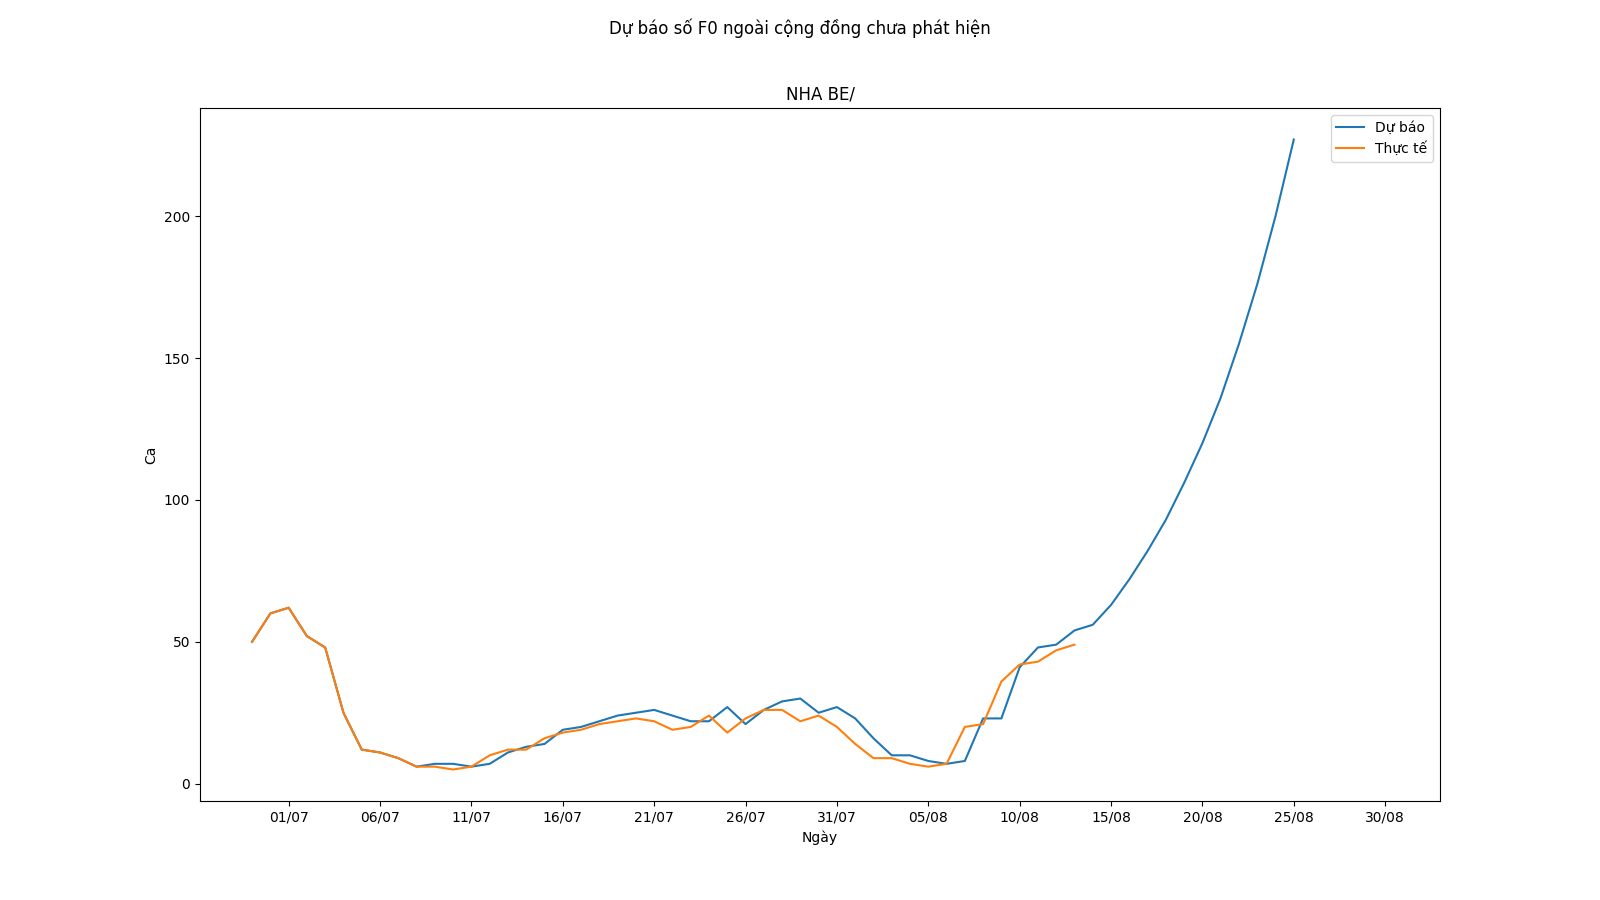 Dự báo số F0 ngoài cộng đồng chưa phát hiện
NHA BE/
Dự báo
Thực tế
Ca
200
150
100
50
0
01/07 06/07 11/07 16/07 21/07 26/07 31/07 05/08 10/08 15/08 20/08 25/08 30/08
Ngày